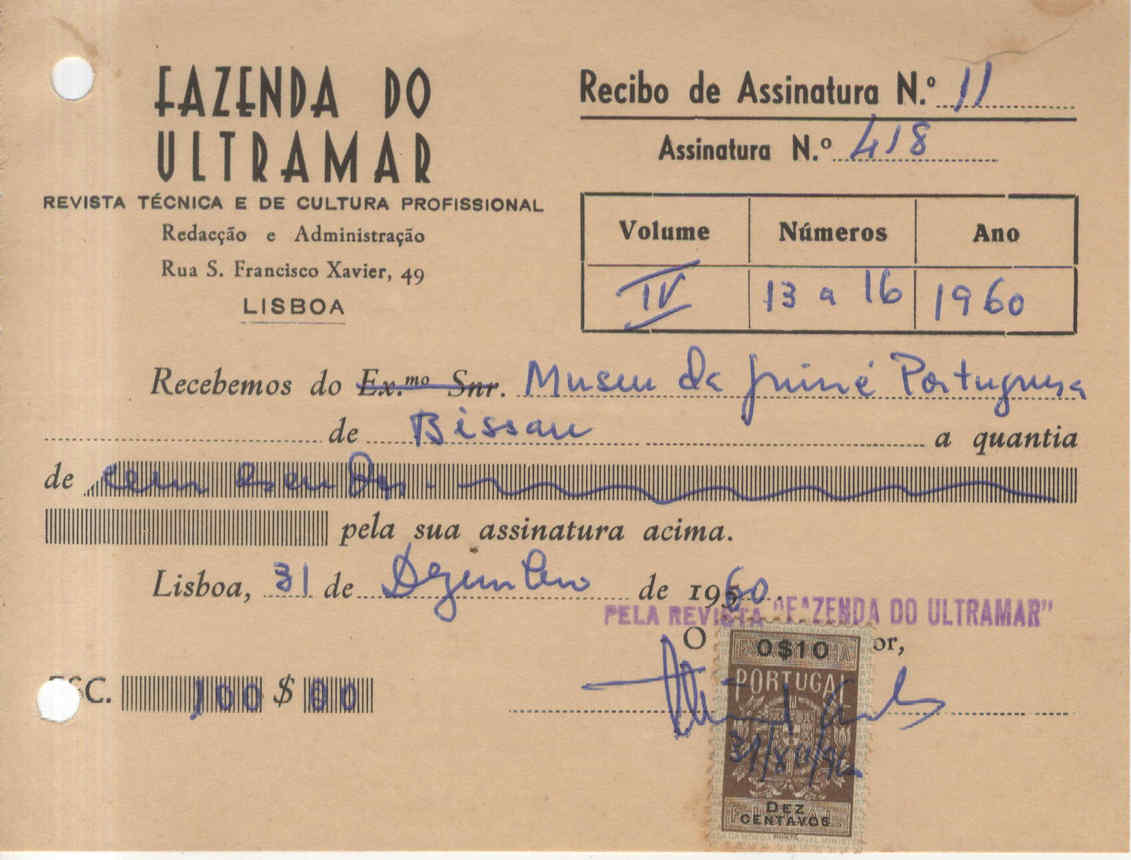 FAZENDA DO
ULTRAMAR
REVISTA TÉCNICA E DE CULTURA PROFISSIONAL
Redacção e Administração
Rua S. Francisco Xavier, 49
LISBOA
Recibo de Assinatura N.º 11
Assinatura N.º 418
Volume Números Ano
IV 13 a 16 1960
Recebemos do Ex.mo Snr. Museu da Guiné Portuguesa
de Bissau a quantia
de cem escudos.
pela sua assinatura acima.
Lisboa, 31 de Dezembro de 1960.
PELA REVISTA "FAZENDA DO ULTRAMAR"
O or,
ESC. 100 $ 00
0$10
PORTUGAL
DEZ
CENTAVOS